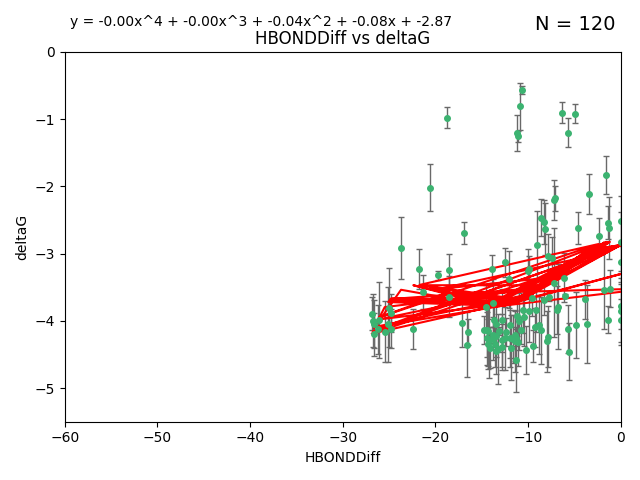 y = -0.00x^4 + -0.00x^3 + -0.04x^2 + -0.08x + -2.87
N = 120
HBONDDiff vs deltaG
0
−1
−2
−3
−4
−5
deltaG
−60 −50 −40 −30 −20 −10 0
HBONDDiff